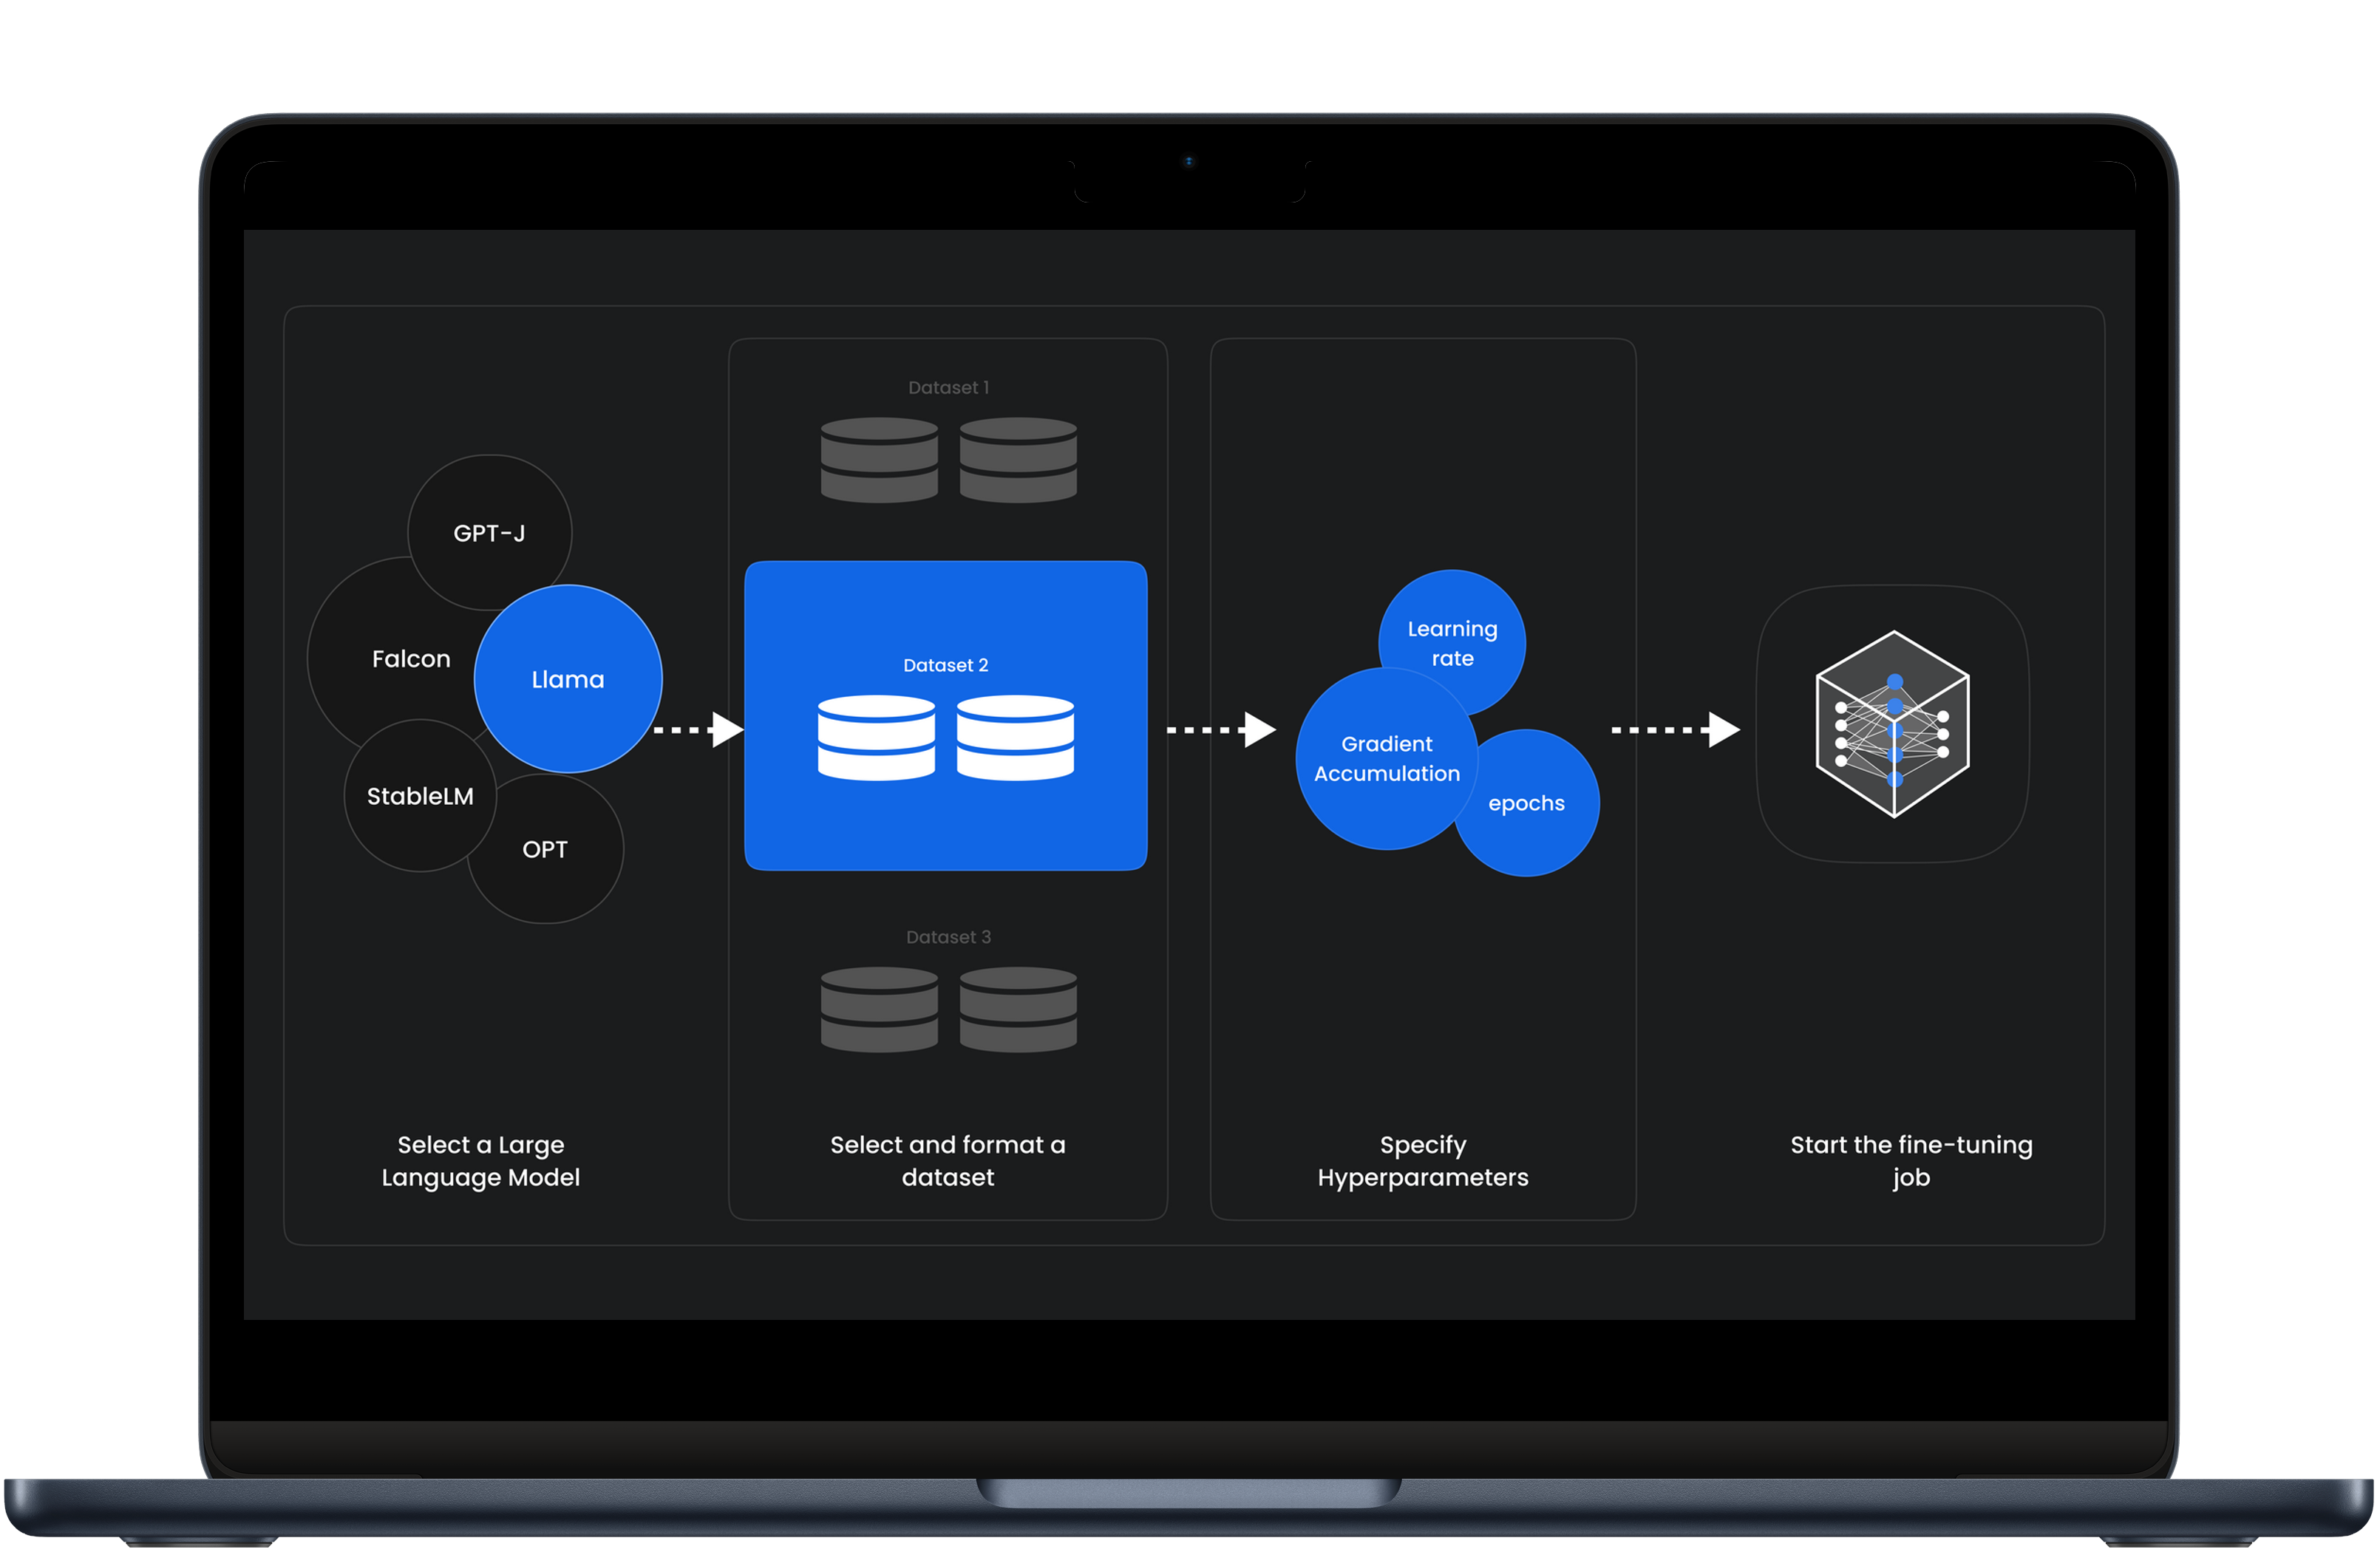 GPT-J
Falcon
Llama
StableLM
OPT
Select a Large
Language Model
Dataset 1
Dataset 2
Dataset 3
Select and format a
dataset
Learning
rate
Gradient
Accumulation
epochs
Specify
Hyperparameters
Start the fine-tuning
job